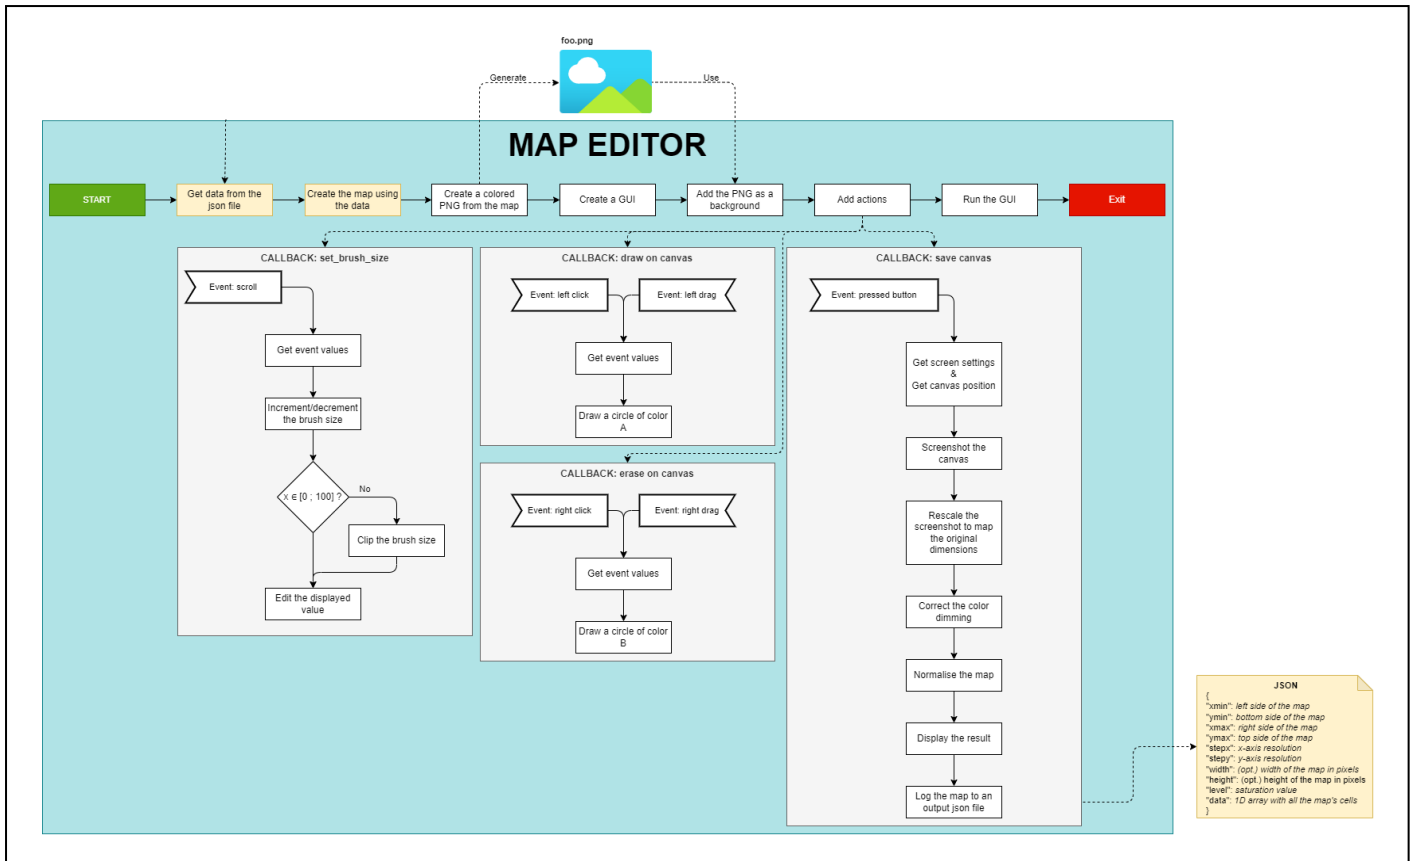 foo.png
Generate
Use
MAP EDITOR
START
Get data from the
json file
Create the map using
the data
Create a colored
PNG from the map
Create a GUI
Add the PNG as a
background
Add actions
Run the GUI
Exit
CALLBACK: set_brush_size
Event: scroll
Get event values
Increment/decrement
the brush size
x ∈ [0 ; 100] ?
No
Clip the brush size
Edit the displayed
value
CALLBACK: draw on canvas
Event: left click
Event: left drag
Get event values
Draw a circle of color
A
CALLBACK: erase on canvas
Event: right click
Event: right drag
Get event values
Draw a circle of color
B
CALLBACK: save canvas
Event: pressed button
Get screen settings
&
Get canvas position
Screenshot the
canvas
Rescale the
screenshot to map
the original
dimensions
Correct the color
dimming
Normalise the map
Display the result
Log the map to an
output json file
JSON
{
"xmin": left side of the map
"ymin": bottom side of the map
"xmax": right side of the map
"ymax": top side of the map
"stepx": x-axis resolution
"stepy": y-axis resolution
"width": (opt.) width of the map in pixels
"height": (opt.) height of the map in pixels
"level": saturation value
"data": 1D array with all the map's cells
}